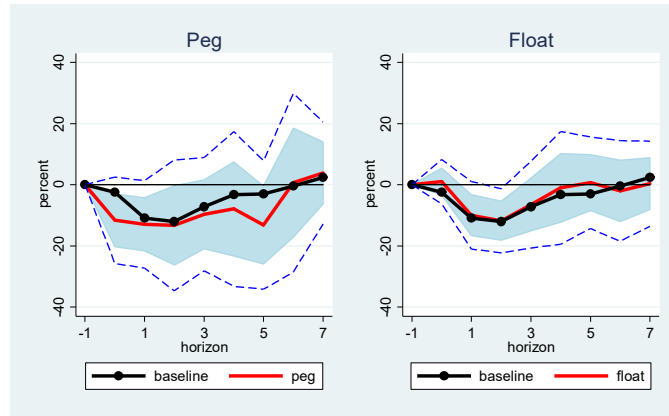 Peg
40
20
0
-20
-40
percent
-1
1
3
5
7
horizon
baseline
peg
Float
40
20
0
-20
-40
percent
-1
1
3
5
7
horizon
baseline
float